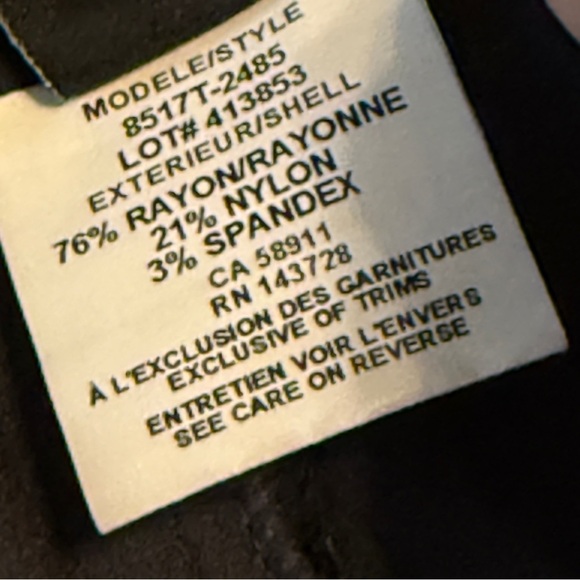 MODELE/STYLE
8517T-2485
LOT# 413853
EXTERIEUR/SHELL
76% RAYON/RAYONNE
21% NYLON
3% SPANDEX
CA 58911
RN 143728
À L'EXCLUSION DES GARNITURES
EXCLUSIVE OF TRIMS
ENTRETIEN VOIR L'ENVERS
SEE CARE ON REVERSE